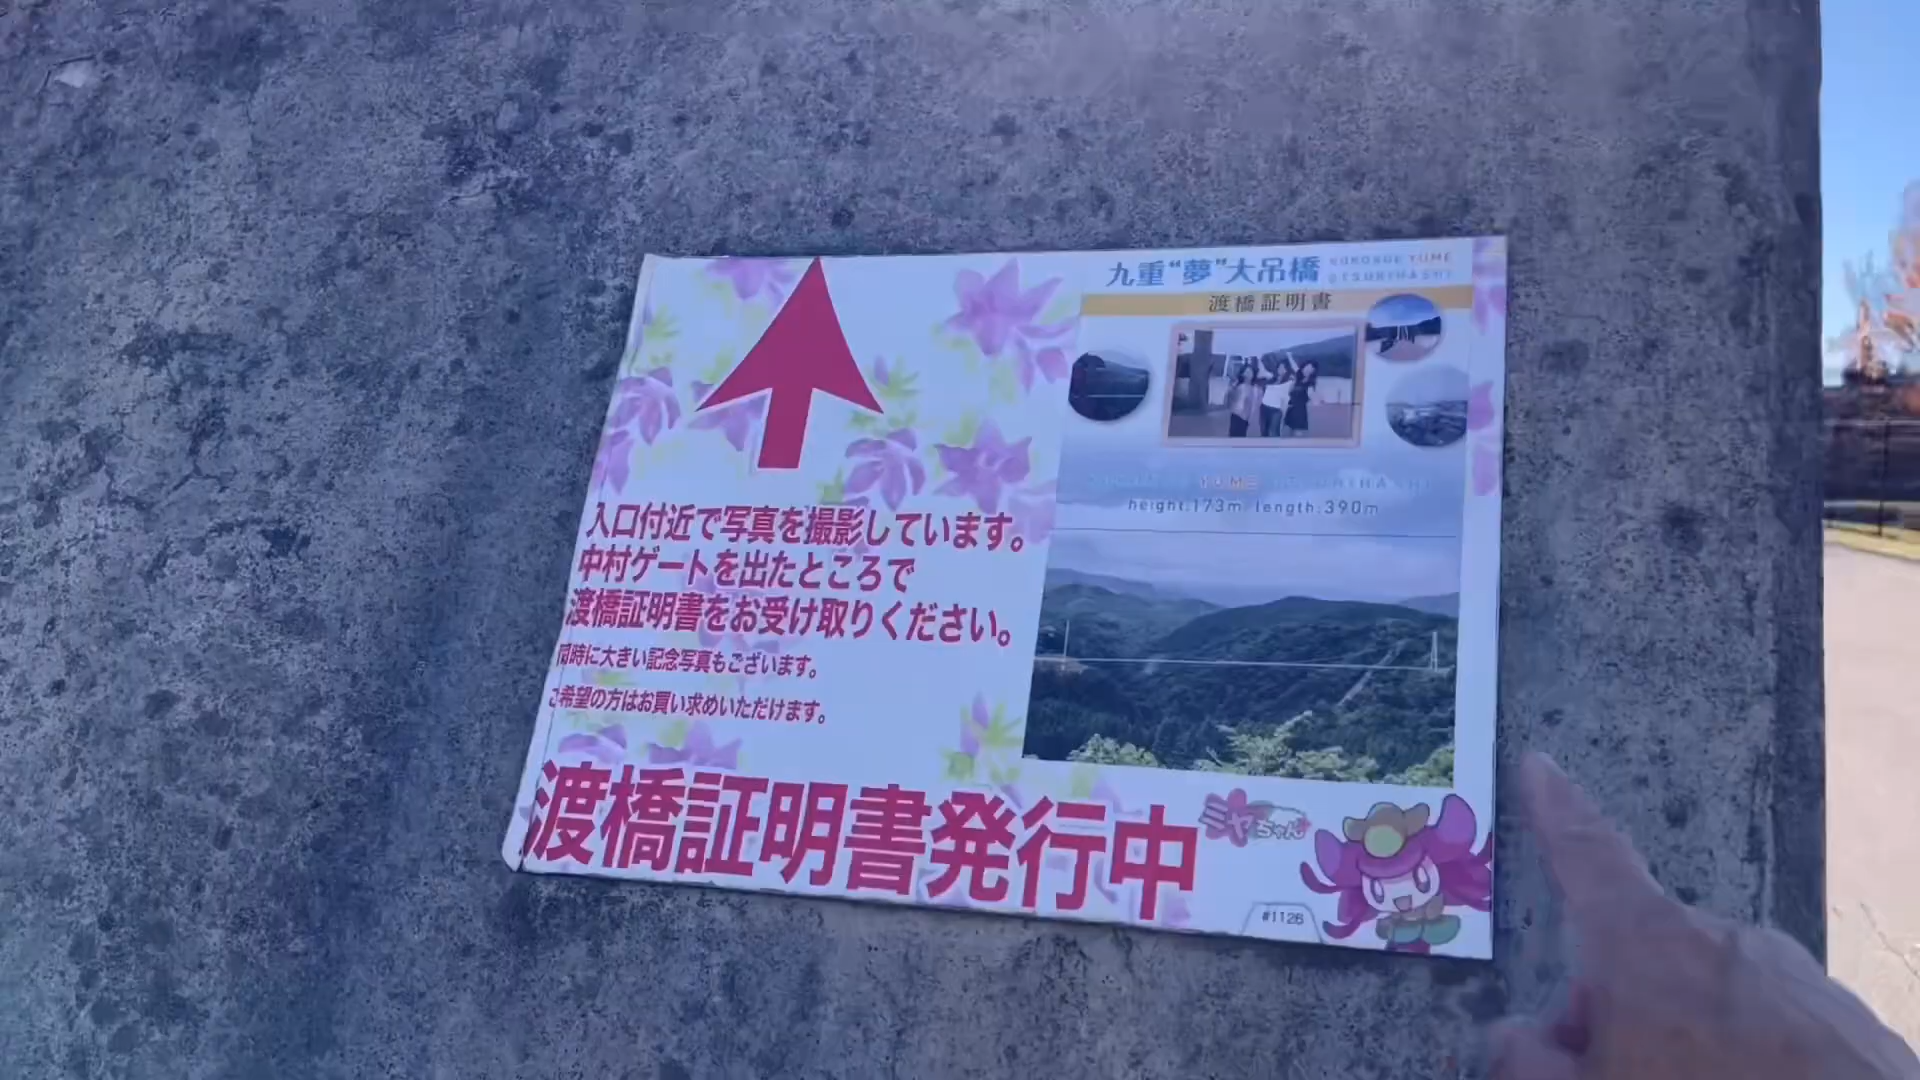 入口付近で写真を撮影しています。
中村ゲートを出たところで
渡橋証明書をお受け取りください。
同時に大きい記念写真もございます。
ご希望の方はお買い求めいただけます。
渡橋証明書発行中
九重“夢”大吊橋
KOKONOE YUME
OTSURIHASHI
渡橋証明書
KOKONOE YUME OTSURIHASHI
height:173m length:390m
ミヤちゃん
#1126